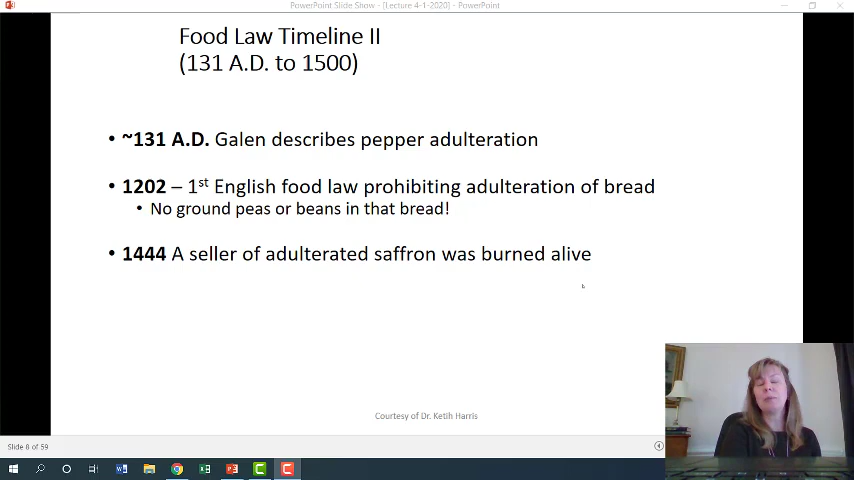 PowerPoint Slide Show - [Lecture 4-1-2020] - PowerPoint
Food Law Timeline II
(131 A.D. to 1500)
• ~131 A.D. Galen describes pepper adulteration
• 1202 – 1st English food law prohibiting adulteration of bread
• No ground peas or beans in that bread!
• 1444 A seller of adulterated saffron was burned alive
Courtesy of Dr. Ketih Harris
Slide 8 of 59